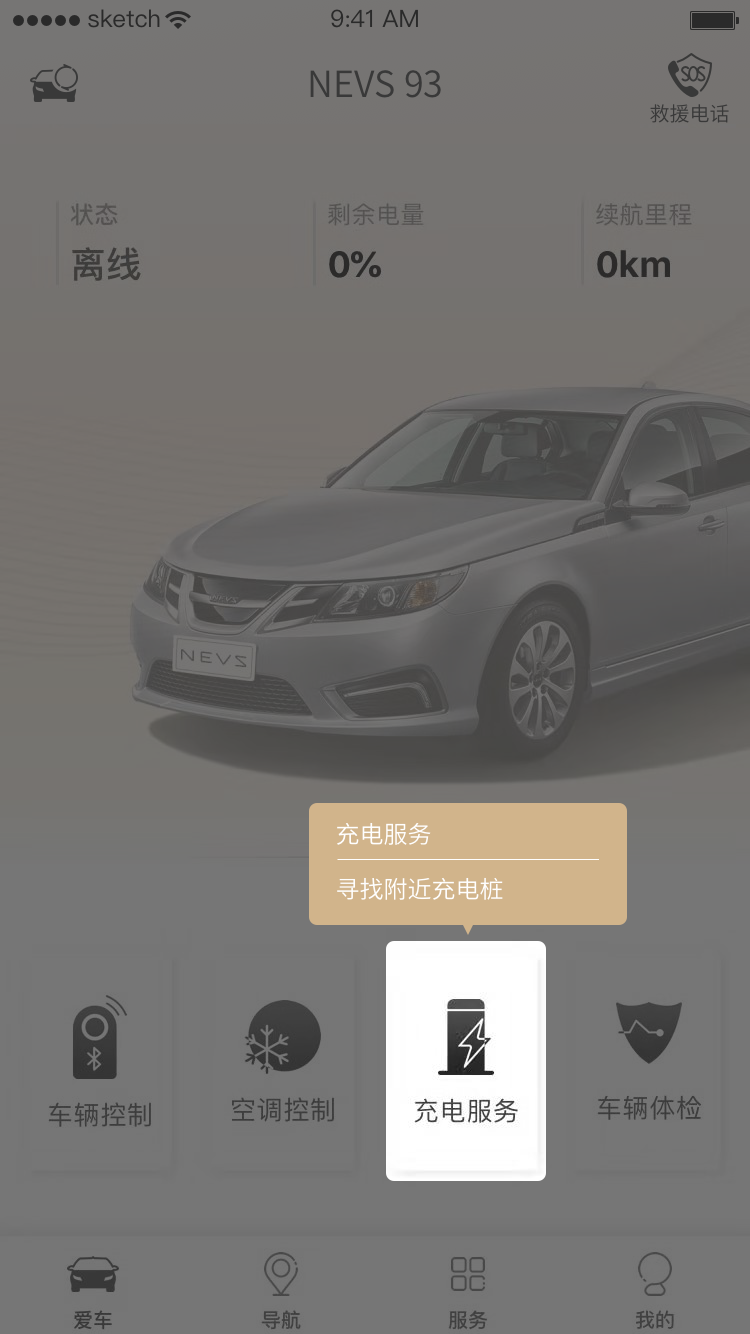 sketch 9:41 AM
NEVS 93
SOS
救援电话
状态 剩余电量 续航里程
离线 0% 0km
NEVS
NEVS
充电服务
寻找附近充电桩
车辆控制 空调控制 充电服务 车辆体检
爱车 导航 服务 我的